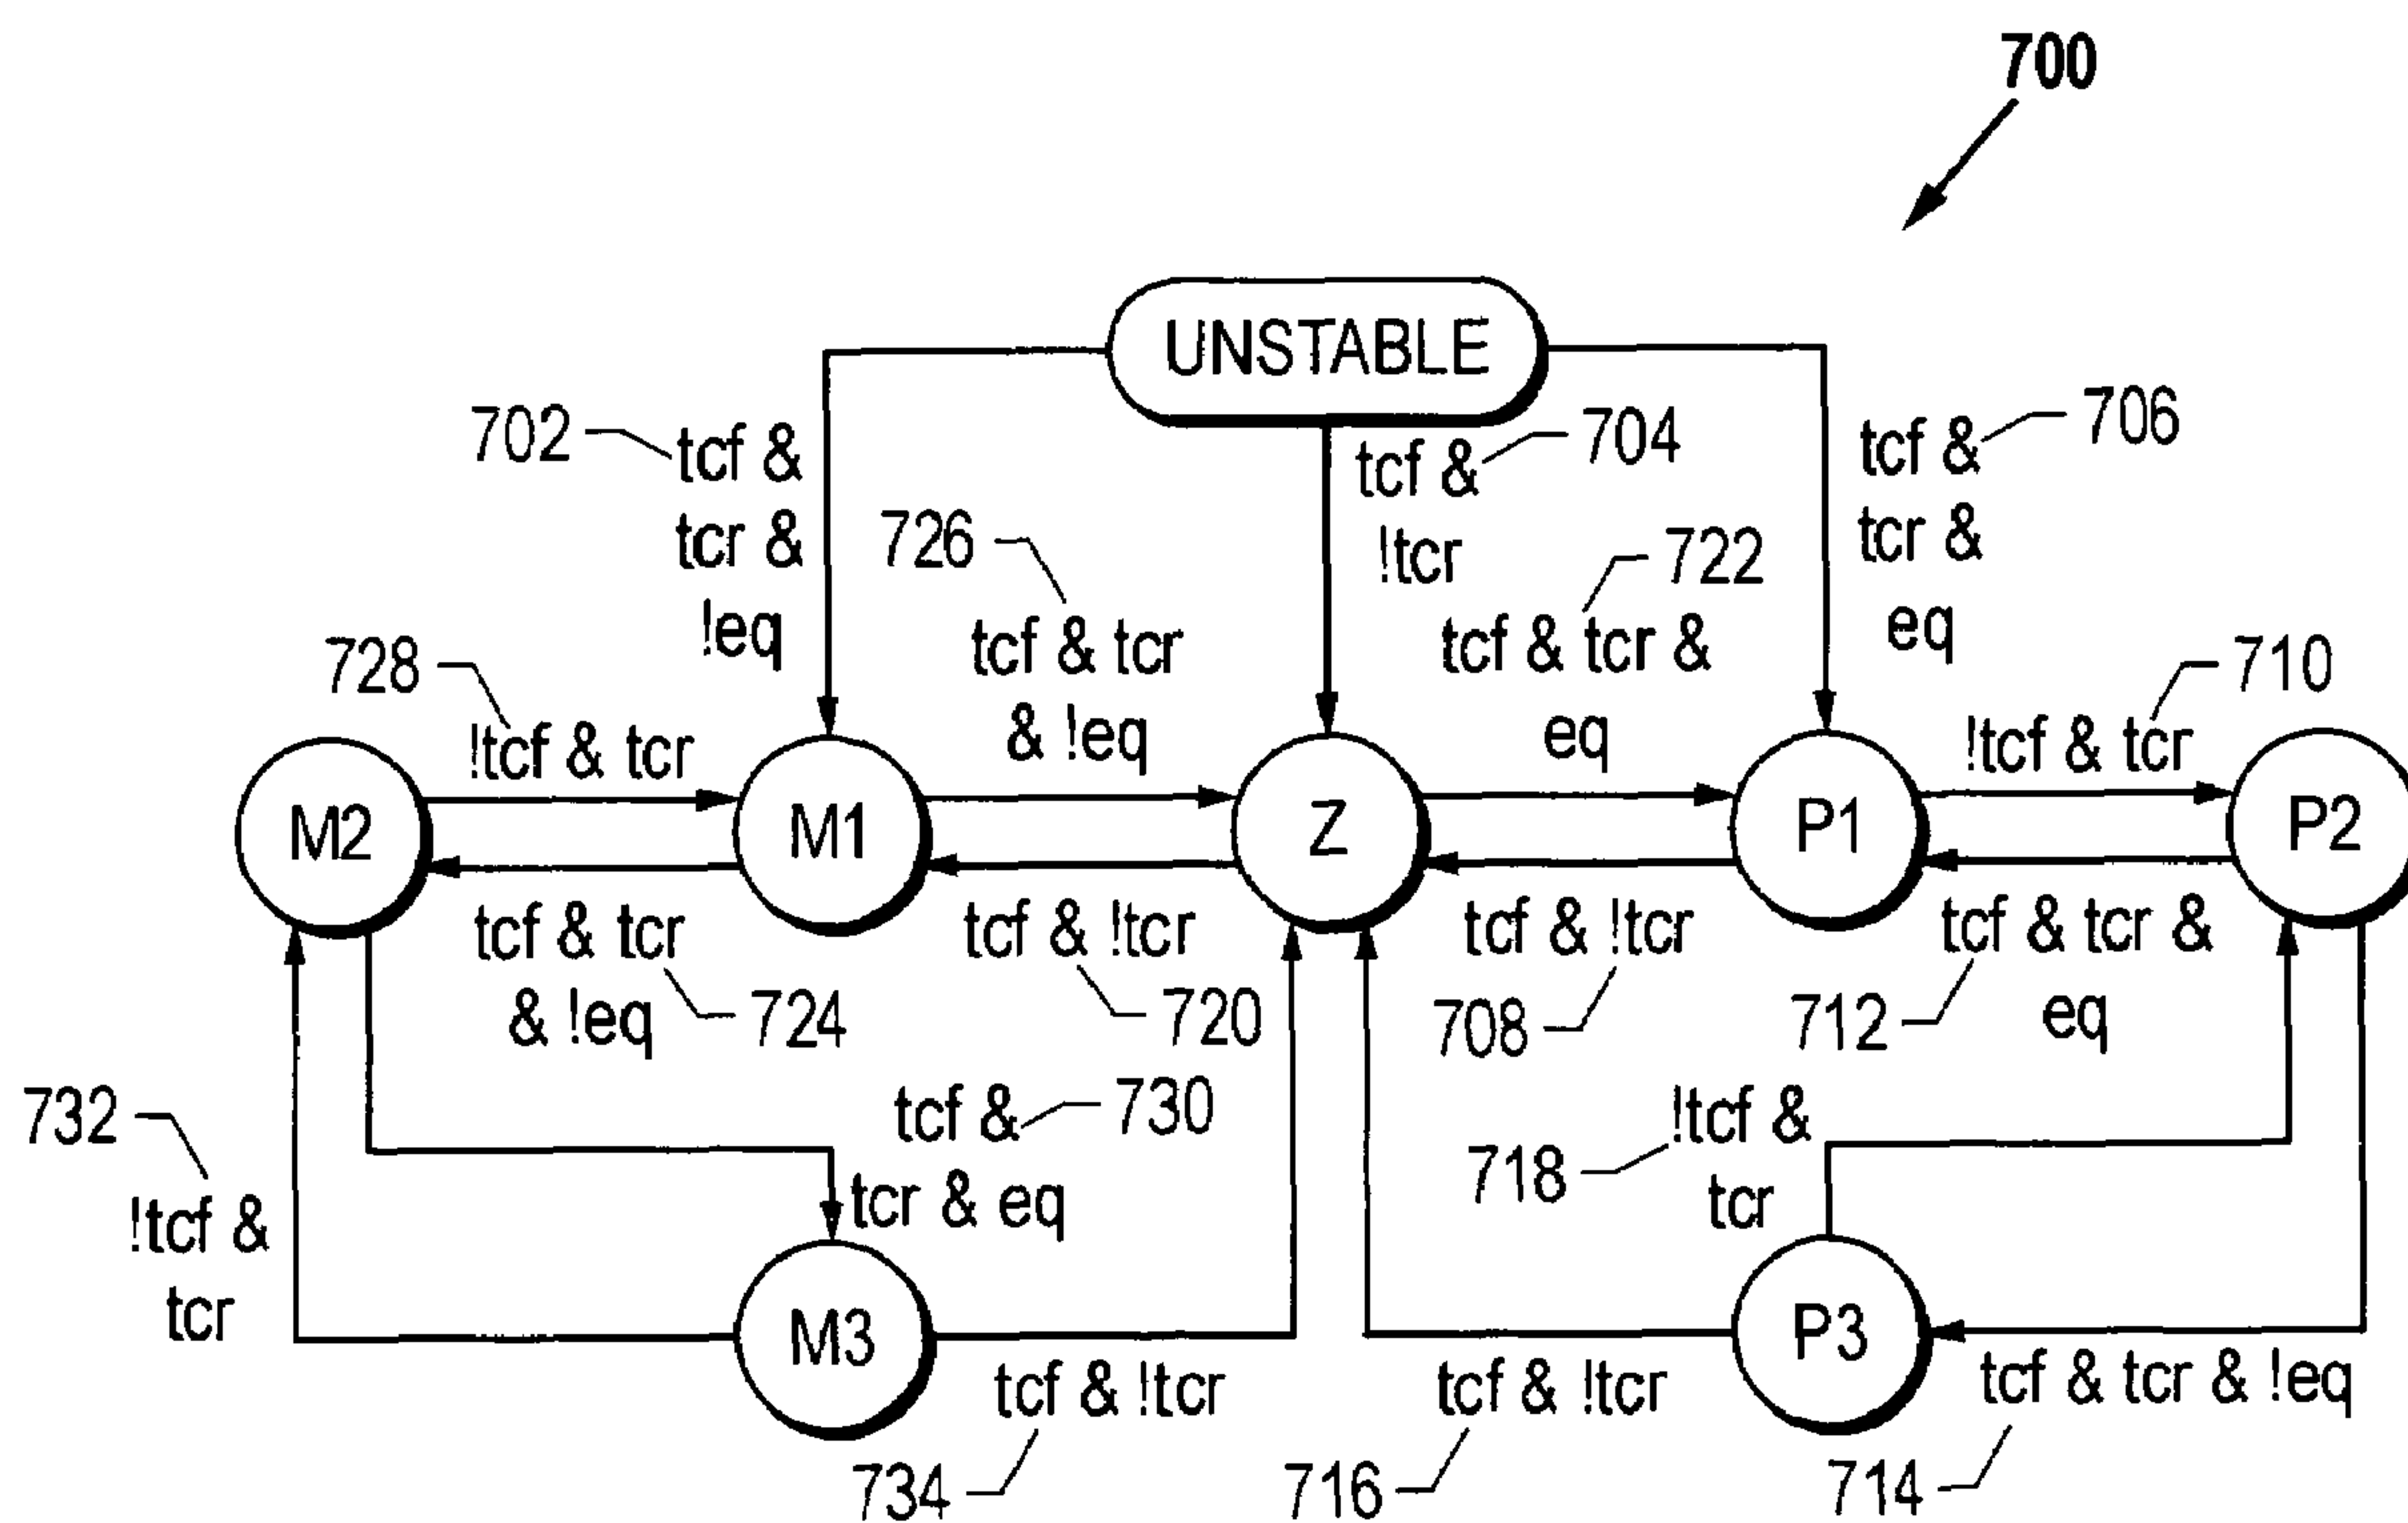 700
UNSTABLE
702
tcf &
tcr &
!eq
tcf &
!tcr
704
tcf &
tcr &
eq
706
726
tcf & tcr
& !eq
722
tcf & tcr &
eq
728
!tcf & tcr
710
!tcf & tcr
M2
M1
Z
P1
P2
tcf & tcr
& !eq
724
tcf & !tcr
720
tcf & !tcr
708
tcf & tcr &
eq
712
732
!tcf &
tcr
tcf &
tcr & eq
730
718
!tcf &
tcr
M3
P3
tcf & !tcr
734
tcf & !tcr
716
tcf & tcr & !eq
714